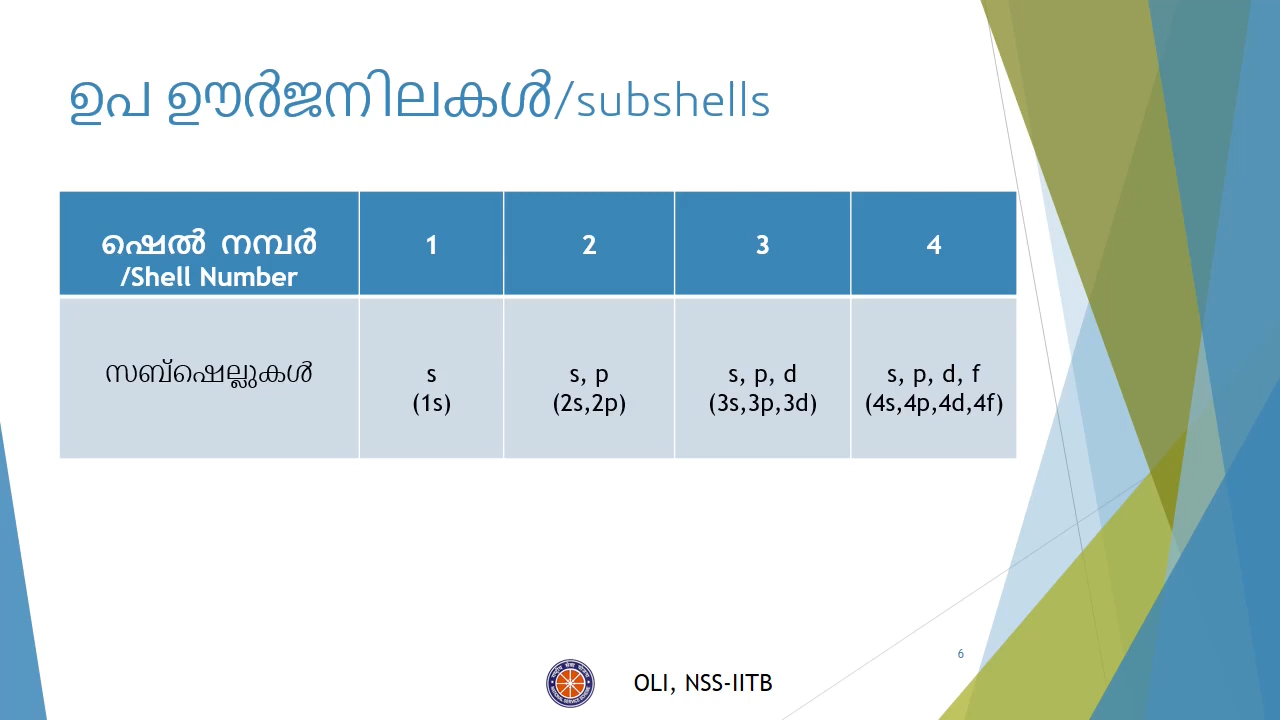 ഉപ ഊർജനിലകൾ/subshells
ഷെൽ നമ്പർ 1 2 3 4
/Shell Number
സബ്ഷെല്ലുകൾ s s, p s, p, d s, p, d, f
(1s) (2s,2p) (3s,3p,3d) (4s,4p,4d,4f)
6
OLI, NSS-IITB